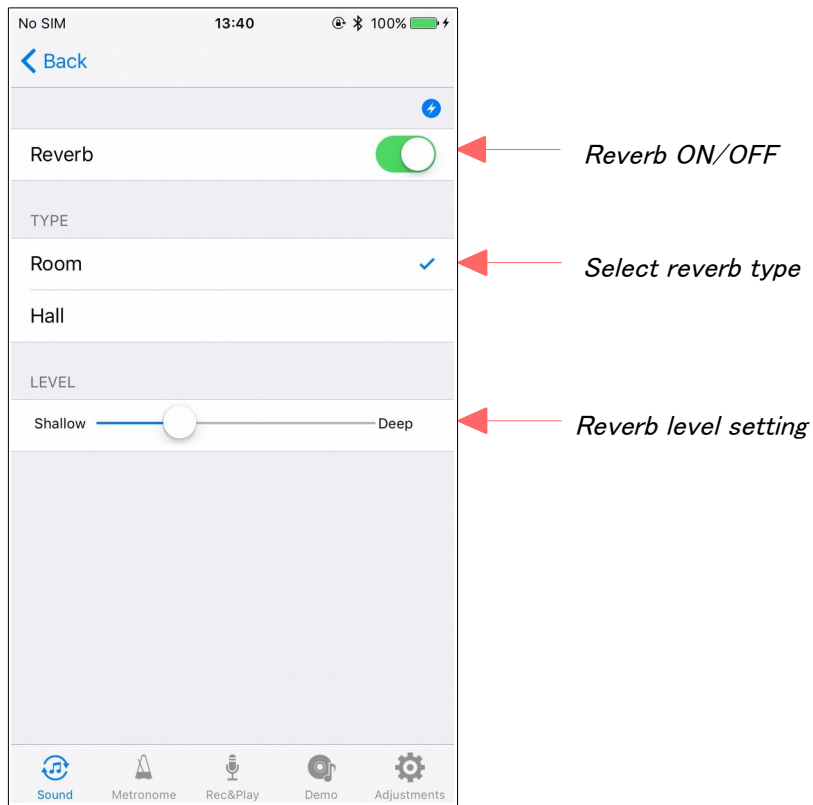 No SIM 13:40 100%
Back
Reverb
Reverb ON/OFF
TYPE
Room
Select reverb type
Hall
LEVEL
Shallow Deep
Reverb level setting
Sound Metronome Rec&Play Demo Adjustments